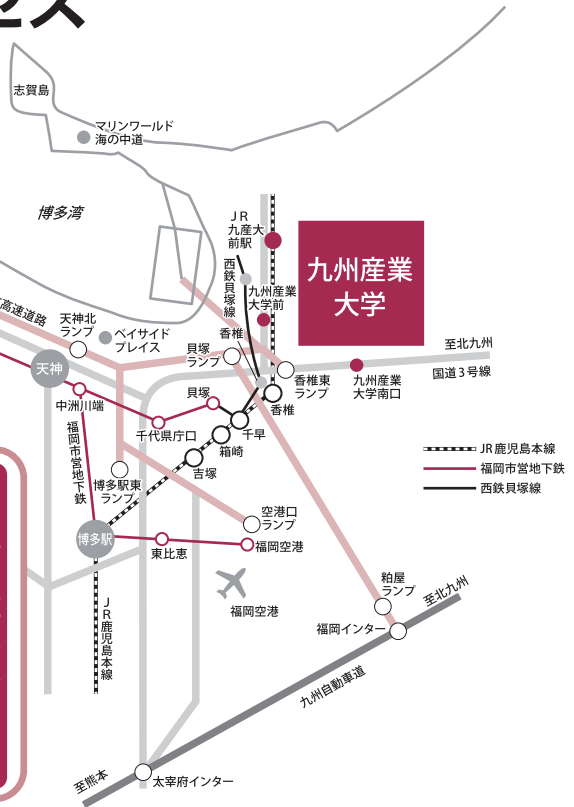 志賀島
マリンワールド
海の中道
博多湾
JR
九産大
前駅
西鉄貝塚線
九州産業
大学前
九州産業
大学
高速道路
天神北
ランプ
ベイサイド
プレイス
香椎
貝塚
ランプ
至北九州
国道3号線
天神
香椎東
ランプ
九州産業
大学南口
中洲川端
貝塚
香椎
千代県庁口
千早
箱崎
吉塚
福岡市営地下鉄
博多駅東
ランプ
JR鹿児島本線
福岡市営地下鉄
西鉄貝塚線
空港口
ランプ
博多駅
東比恵
福岡空港
福岡空港
JR鹿児島本線
粕屋
ランプ
至北九州
福岡インター
九州自動車道
至熊本
太宰府インター